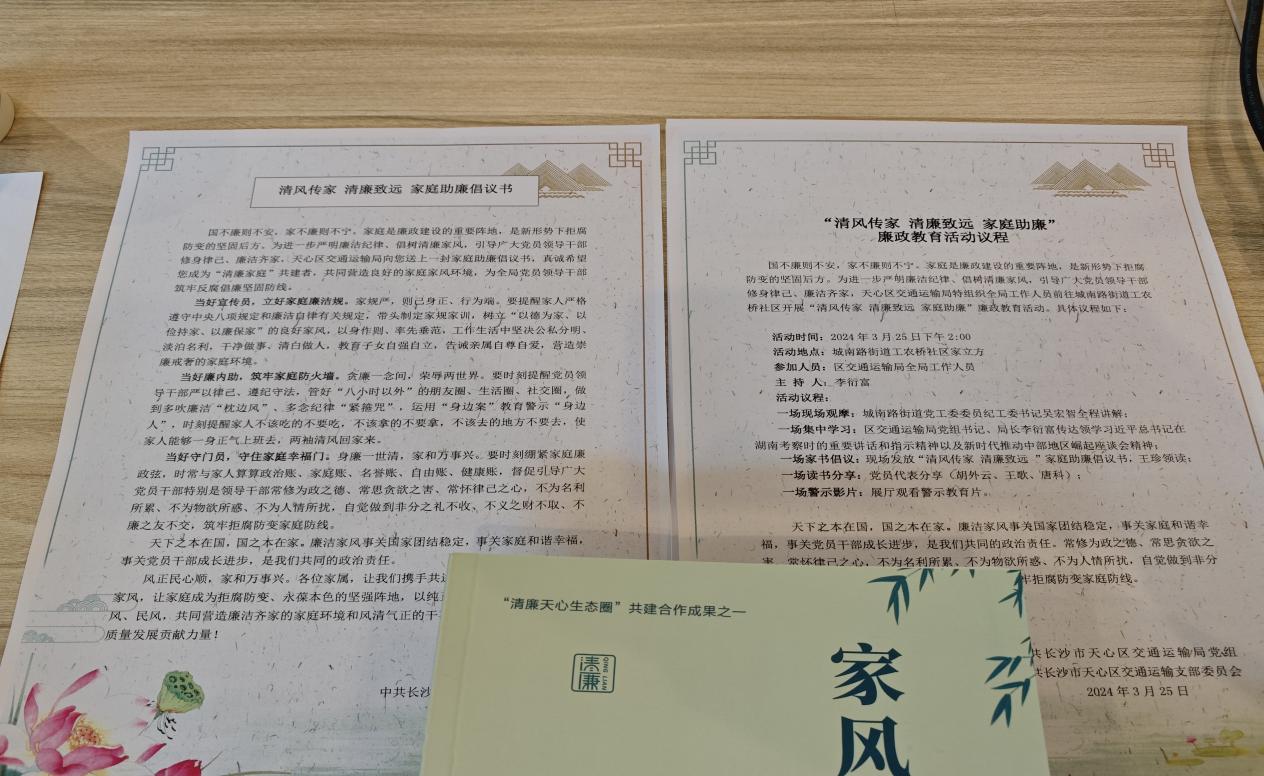 清风传家 清廉致远 家庭助廉倡议书
国不廉则不安，家不廉则不宁。家庭是廉政建设的重要阵地，是新形势下拒腐
防变的坚固后方。为进一步严明廉洁纪律、倡树清廉家风，引导广大党员领导干部
修身律己、廉洁齐家，天心区交通运输局向您送上一封家庭助廉倡议书，真诚希望
您成为“清廉家庭”共建者，共同营造良好的家庭家风环境，为全局党员领导干部
筑牢反腐倡廉坚固防线。
当好宣传员，立好家庭廉洁规。家规严，则己身正、行为端。要提醒家人严格
遵守中央八项规定和廉洁自律有关规定，带头制定家规家训，树立“以德为家、以
俭持家、以廉保家”的良好家风，以身作则、率先垂范，工作生活中坚决公私分明、
淡泊名利，干净做事、清白做人，教育子女自强自立，告诫亲属自尊自爱，营造崇
廉戒奢的家庭环境。
当好廉内助，筑牢家庭防火墙。贪廉一念间，荣辱两世界。要时刻提醒党员领
导干部严以律己、遵纪守法，管好“八小时以外”的朋友圈、生活圈、社交圈，做
到多吹廉洁“枕边风”、多念纪律“紧箍咒”，运用“身边案”教育警示“身边
人”，时刻提醒家人不该吃的不要吃，不该拿的不要拿，不该去的地方不要去，使
家人能够一身正气上班去，两袖清风回家来。
当好守门员，守住家庭幸福门。身廉一世清，家和万事兴。要时刻绷紧家庭廉
政弦，时常与家人算算政治账、家庭账、名誉账、自由账、健康账，督促引导广大
党员干部特别是领导干部常修为政之德、常思贪欲之害、常怀律己之心，不为名利
所累、不为物欲所惑、不为人情所扰，自觉做到非分之礼不收、不义之财不取、不
廉之友不交，筑牢拒腐防变家庭防线。
天下之本在国，国之本在家。廉洁家风事关国家团结稳定，事关家庭和谐幸福，
事关党员干部成长进步，是我们共同的政治责任。
风正民心顺，家和万事兴。各位家属，让我们携手共
家风，让家庭成为拒腐防变、永葆本色的坚强阵地，以纯
风、民风，共同营造廉洁齐家的家庭环境和风清气正的干
质量发展贡献力量！
中共长沙
“清风传家 清廉致远 家庭助廉”
廉政教育活动议程
国不廉则不安，家不廉则不宁。家庭是廉政建设的重要阵地，是新形势下拒腐
防变的坚固后方。为进一步严明廉洁纪律、倡树清廉家风，引导广大党员领导干部
修身律己、廉洁齐家，天心区交通运输局特组织全局工作人员前往城南路街道工农
桥社区开展“清风传家 清廉致远 家庭助廉”廉政教育活动。具体议程如下：
活动时间：2024年3月25日下午2:00
活动地点：城南路街道工农桥社区家立方
参加人员：区交通运输局全局工作人员
主 持 人：李衍富
活动议程：
一场现场观摩：城南路街道党工委委员纪工委书记吴宏智全程讲解；
一场集中学习：区交通运输局党组书记、局长李衍富传达领学习近平总书记在
湖南考察时的重要讲话和指示精神以及新时代推动中部地区崛起座谈会精神；
一场家书倡议：现场发放“清风传家 清廉致远 ”家庭助廉倡议书，王珍领读；
一场读书分享：党员代表分享（胡外云、王歌、唐科）；
一场警示影片：展厅观看警示教育片。
天下之本在国，国之本在家。廉洁家风事关国家团结稳定，事关家庭和谐幸
福，事关党员干部成长进步，是我们共同的政治责任。常修为政之德、常思贪欲之
害、常怀律己之心，不为名利所累、不为物欲所惑、不为人情所扰，自觉做到非分
牢拒腐防变家庭防线。
共长沙市天心区交通运输局党组
共长沙市天心区交通运输支部委员会
2024年3月25日
“清廉天心生态圈”共建合作成果之一
清廉
QING LIAN
家风